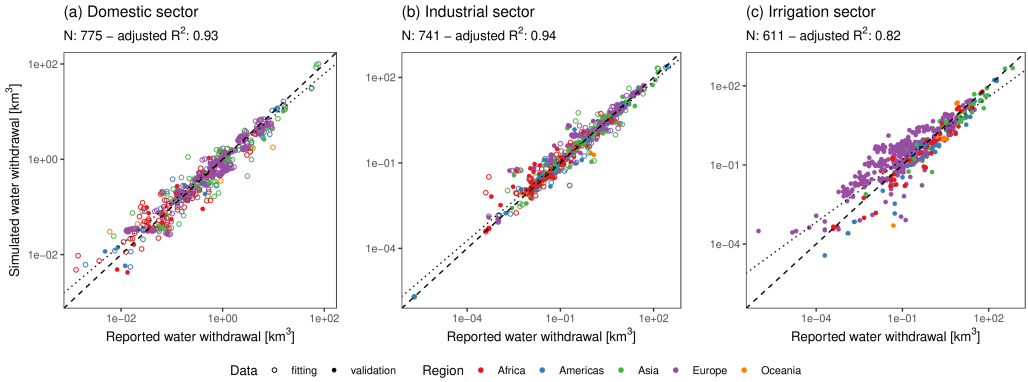 (a) Domestic sector
N: 775 − adjusted R²: 0.93
(b) Industrial sector
N: 741 − adjusted R²: 0.94
(c) Irrigation sector
N: 611 − adjusted R²: 0.82
Simulated water withdrawal [km³]
1e+02
1e+00
1e−02
1e−02 1e+00 1e+02
Reported water withdrawal [km³]
1e+02
1e−01
1e−04
1e−04 1e−01 1e+02
Reported water withdrawal [km³]
1e+02
1e−01
1e−04
1e−04 1e−01 1e+02
Reported water withdrawal [km³]
Data fitting validation Region Africa Americas Asia Europe Oceania